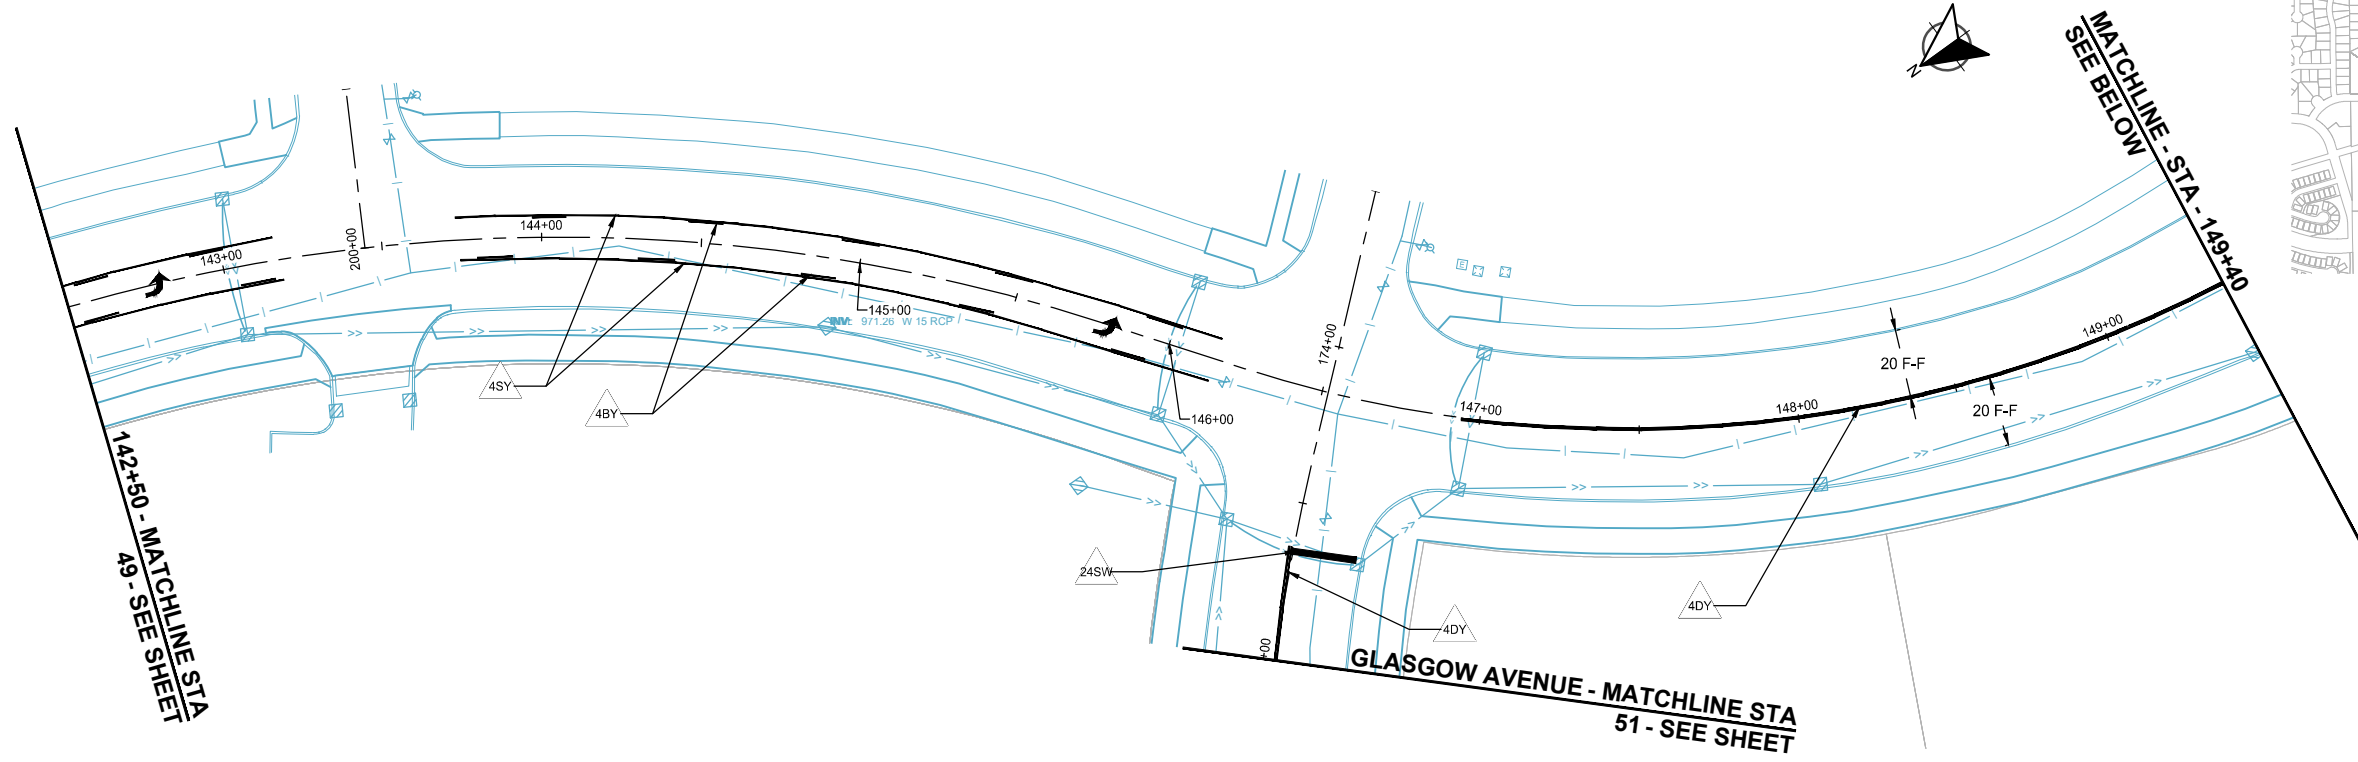 MATCHLINE - STA - 149+40
SEE BELOW
N
143+00
200+00
144+00
145+00
971.26 W 15 RCP
146+00
174+00
147+00
148+00
149+00
20 F-F
20 F-F
E
4SY
4BY
24SW
4DY
4DY
+00
142+50 - MATCHLINE STA
49 - SEE SHEET
GLASGOW AVENUE - MATCHLINE STA
51 - SEE SHEET